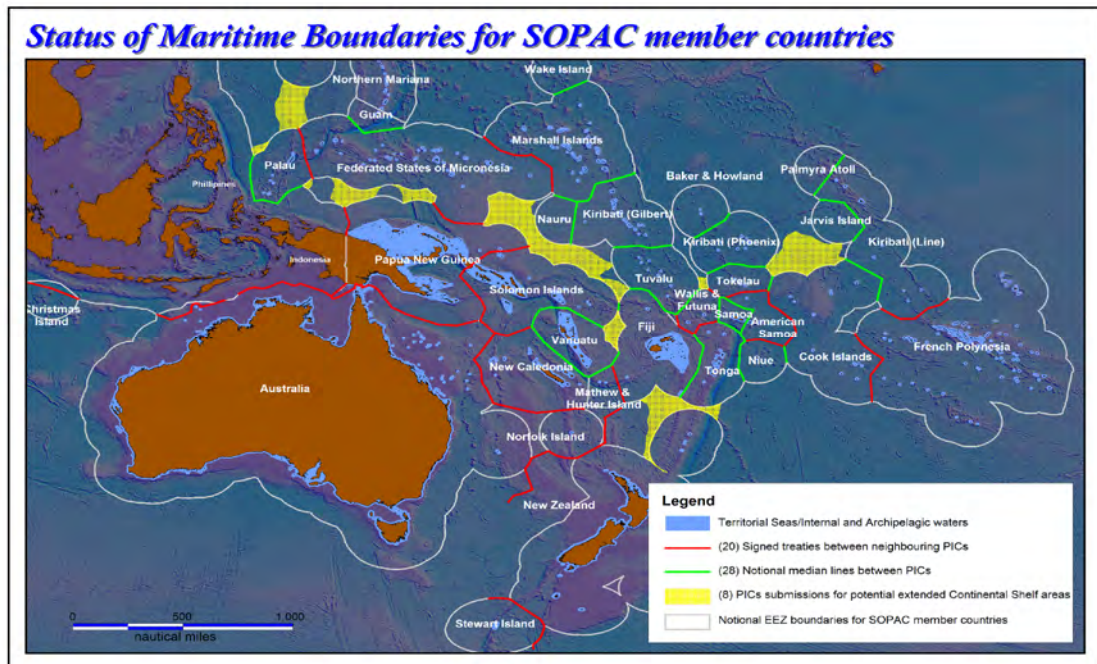 Status of Maritime Boundaries for SOPAC member countries
Wake Island
Northern Mariana
Guam
Marshall Islands
Palau
Federated States of Micronesia
Palmyra Atoll
Phillipines
Baker & Howland
Nauru
Kiribati (Gilbert)
Jarvis Island
Kiribati (Phoenix)
Kiribati (Line)
Indonesia
Papua New Guinea
Tuvalu
Tokelau
Solomon Islands
Christmas
Island
Wallis &
Futuna
Samoa
American
Samoa
Fiji
Vanuatu
French Polynesia
Cook Islands
Niue
Tonga
New Caledonia
Australia
Mathew &
Hunter Island
Norfolk Island
New Zealand
Stewart Island
Legend
Territorial Seas/Internal and Archipelagic waters
(20) Signed treaties between neighbouring PICs
(28) Notional median lines between PICs
(8) PICs submissions for potential extended Continental Shelf areas
Notional EEZ boundaries for SOPAC member countries
0 500 1,000
nautical miles